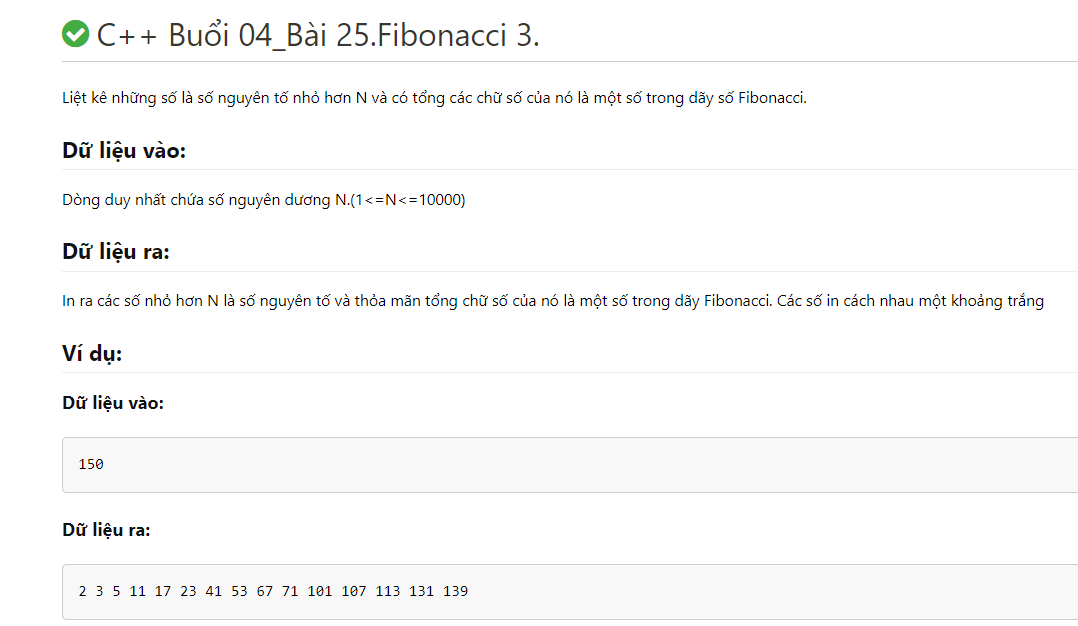 C++ Buổi 04_Bài 25.Fibonacci 3.
Liệt kê những số là số nguyên tố nhỏ hơn N và có tổng các chữ số của nó là một số trong dãy số Fibonacci.
Dữ liệu vào:
Dòng duy nhất chứa số nguyên dương N.(1<=N<=10000)
Dữ liệu ra:
In ra các số nhỏ hơn N là số nguyên tố và thỏa mãn tổng chữ số của nó là một số trong dãy Fibonacci. Các số in cách nhau một khoảng trắng
Ví dụ:
Dữ liệu vào:
150
Dữ liệu ra:
2 3 5 11 17 23 41 53 67 71 101 107 113 131 139